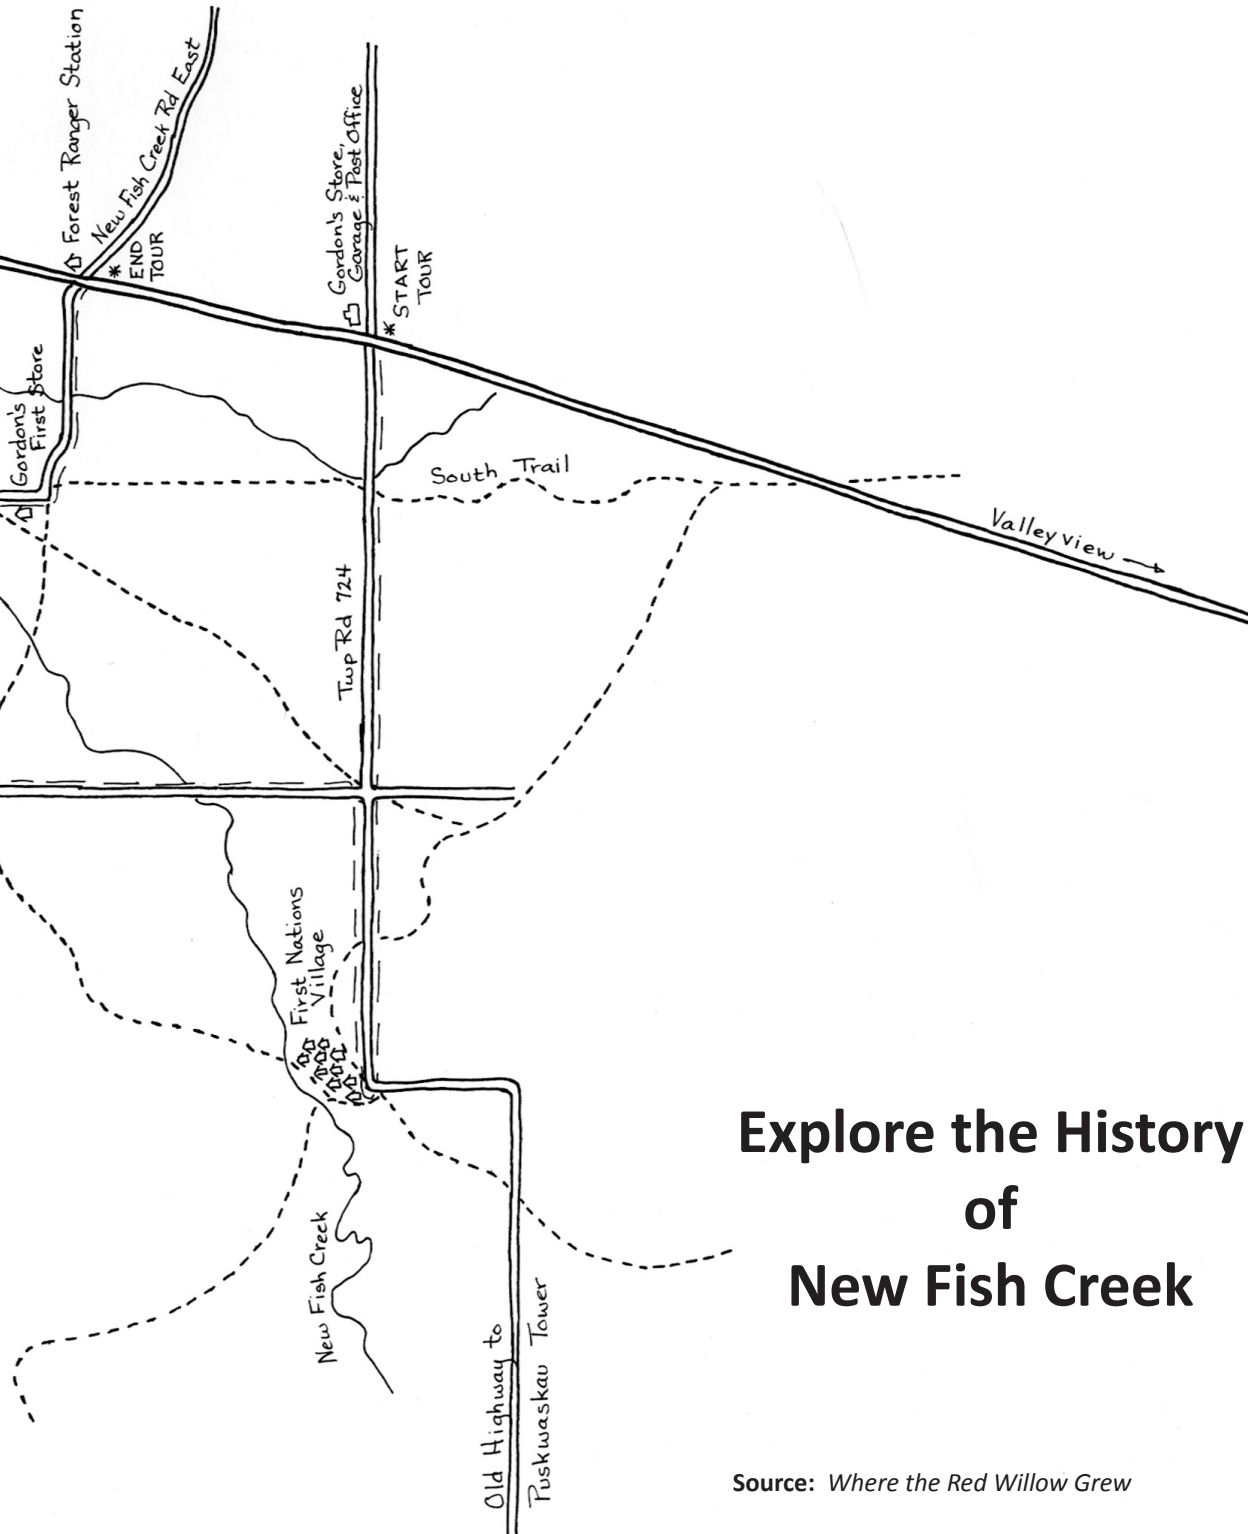 Forest Ranger Station
New Fish Creek Rd East
* END
TOUR
Gordon's Store,
Garage & Post Office
* START
TOUR
Gordon's
First Store
South Trail
Valleyview →
Twp Rd 724
First Nations
Village
New Fish Creek
Old Highway to
Puskwaskau Tower
Explore the History
of
New Fish Creek
Source: Where the Red Willow Grew